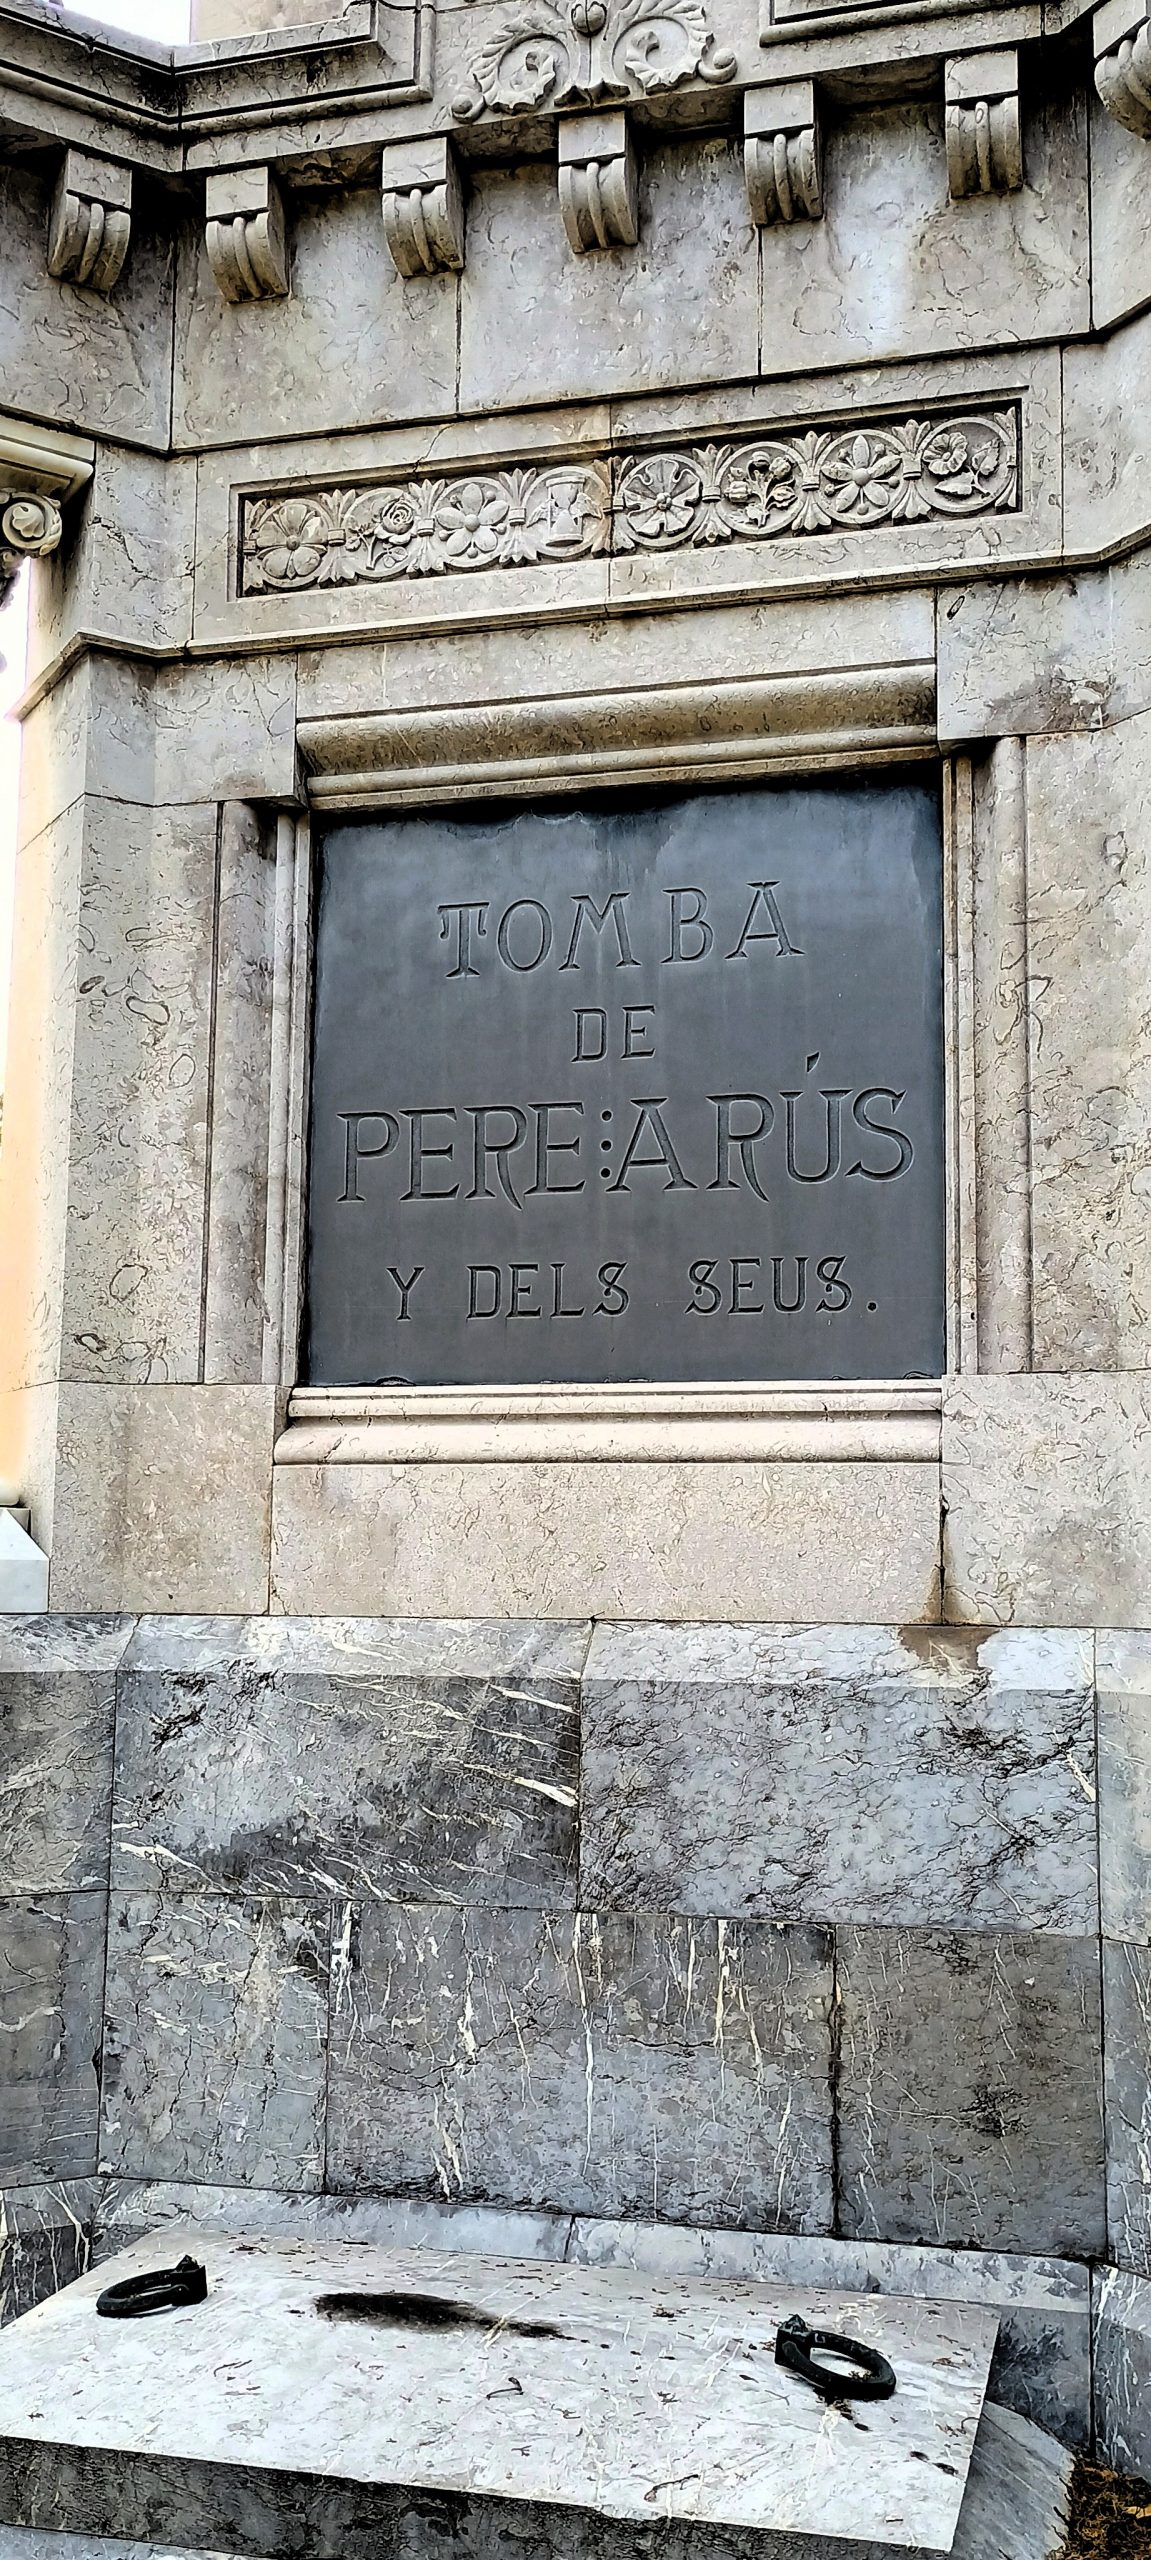 TOMBA
DE
PERE:ARÚS
Y DELS SEUS.